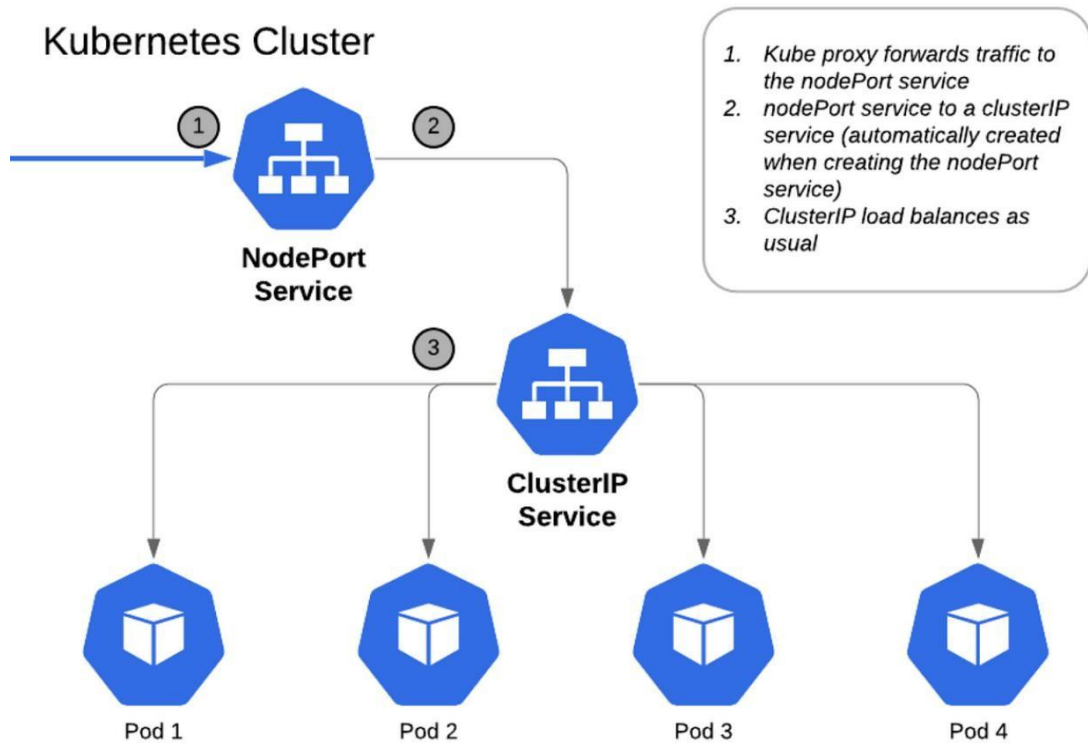 Kubernetes Cluster
1. Kube proxy forwards traffic to
the nodePort service
2. nodePort service to a clusterIP
service (automatically created
when creating the nodePort
service)
3. ClusterIP load balances as
usual
1
2
NodePort
Service
3
ClusterIP
Service
Pod 1
Pod 2
Pod 3
Pod 4